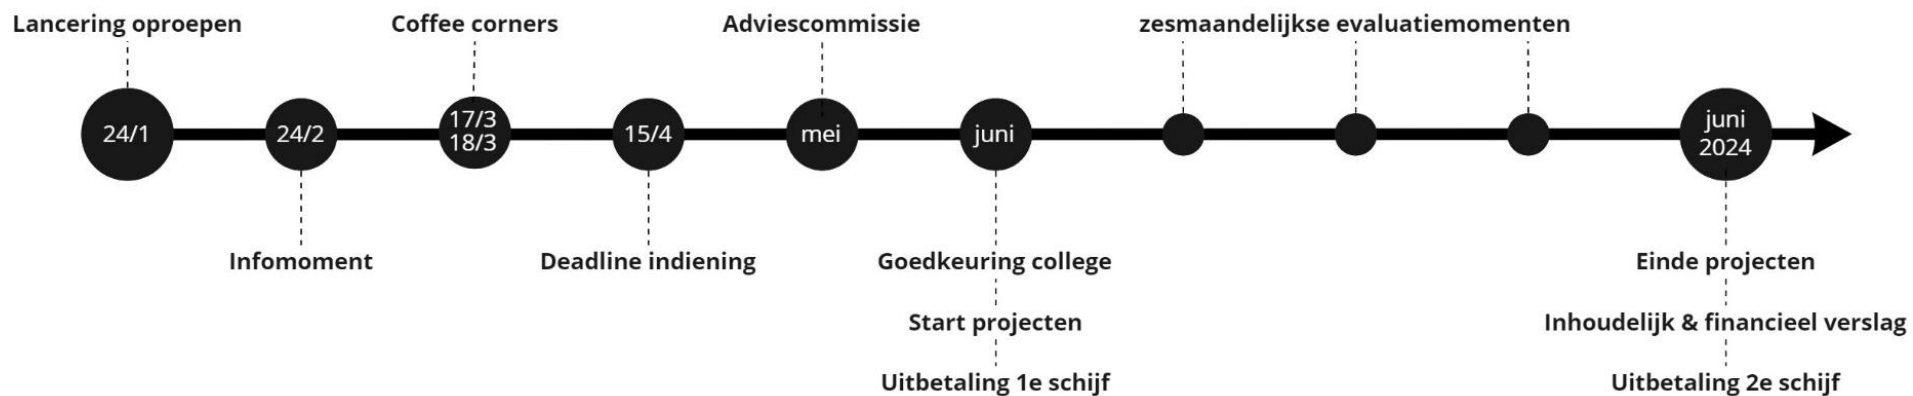 Lancering oproepen
Coffee corners
Adviescommissie
zesmaandelijkse evaluatiemomenten
24/1
24/2
17/3
18/3
15/4
mei
juni
juni
2024
Infomoment
Deadline indiening
Goedkeuring college
Einde projecten
Start projecten
Inhoudelijk & financieel verslag
Uitbetaling 1e schijf
Uitbetaling 2e schijf